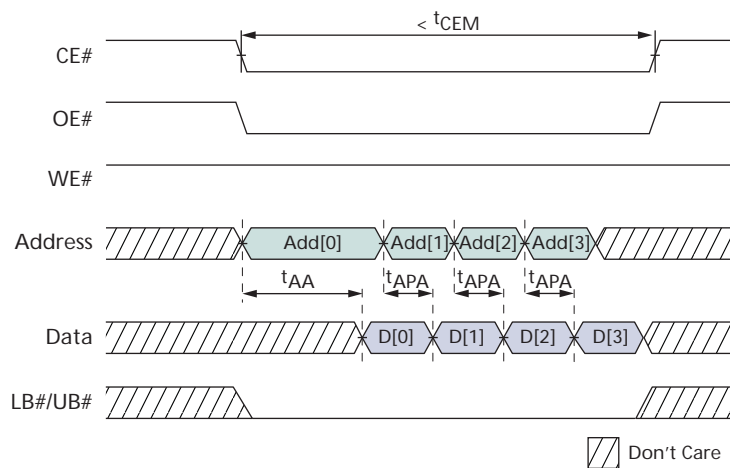 < tCEM
CE#
OE#
WE#
Address Add[0] Add[1] Add[2] Add[3]
tAA tAPA tAPA tAPA
Data D[0] D[1] D[2] D[3]
LB#/UB#
Don't Care